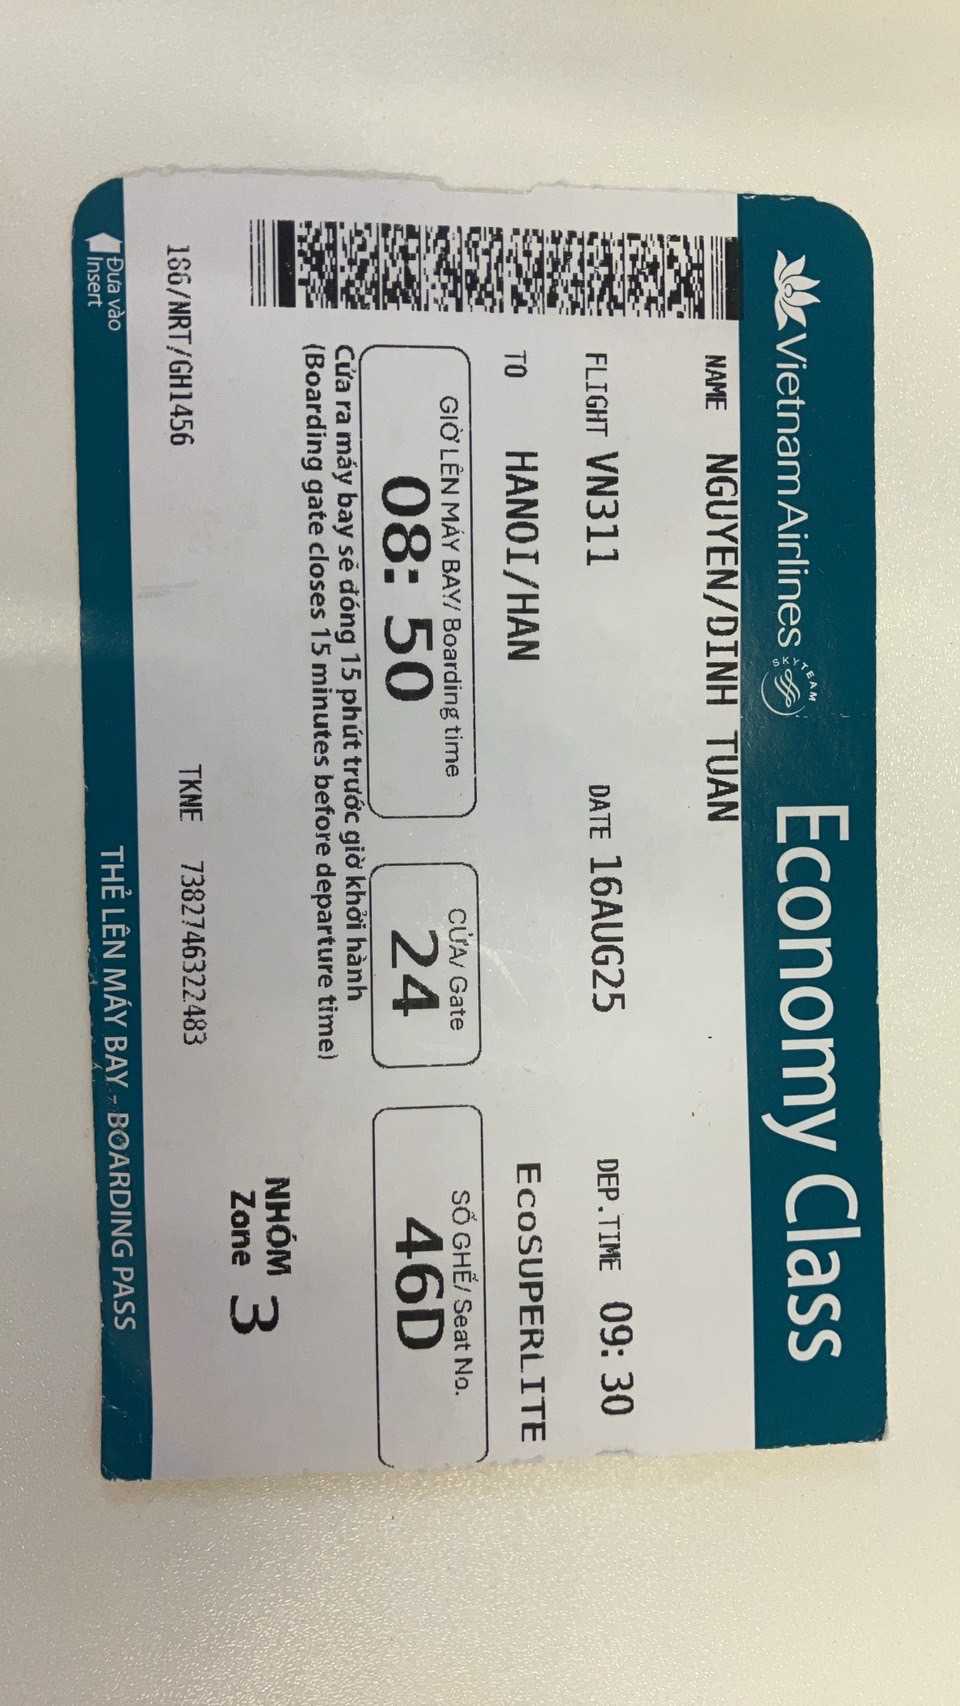 Vietnam Airlines SKYTEAM Economy Class
NAME NGUYEN/DINH TUAN
FLIGHT VN311 DATE 16AUG25 DEP.TIME 09:30
TO HANOI/HAN EcoSUPERLITE
GIỜ LÊN MÁY BAY/ Boarding time CỬA/ Gate SỐ GHẾ/ Seat No.
08:50 24 46D
Cửa ra máy bay sẽ đóng 15 phút trước giờ khởi hành
(Boarding gate closes 15 minutes before departure time)
NHÓM
Zone 3
186/NRT/GH1456 TKNE 7382746322483
Đưa vào
Insert
THẺ LÊN MÁY BAY - BOARDING PASS